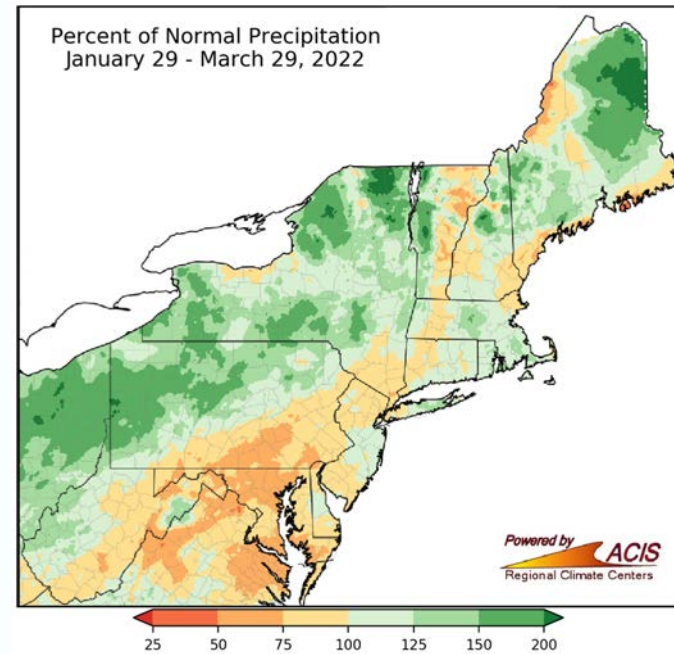 Percent of Normal Precipitation
January 29 - March 29, 2022
Powered by
ACIS
Regional Climate Centers
25 50 75 100 125 150 200